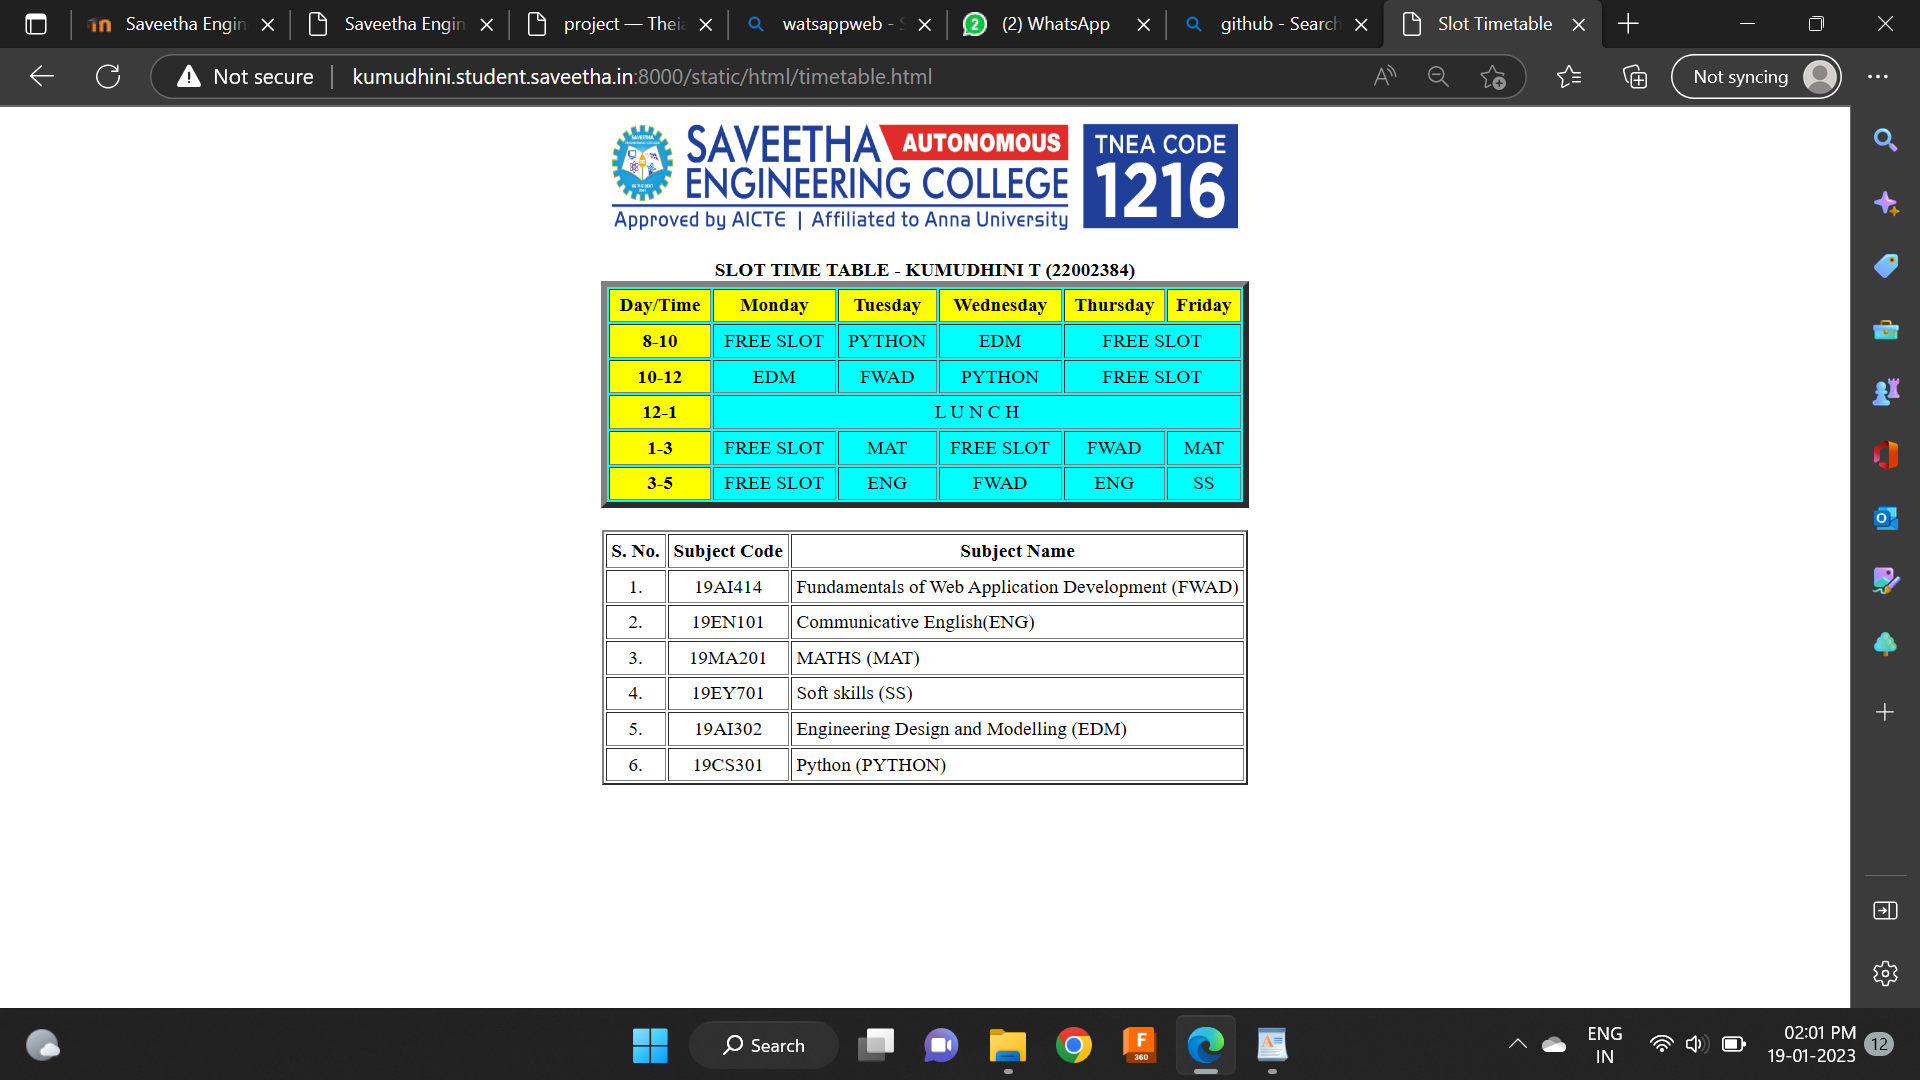 Saveetha Engin
Saveetha Engin
project — Theia
watsappweb - S
(2) WhatsApp
github - Search
Slot Timetable
Not secure
kumudhini.student.saveetha.in:8000/static/html/timetable.html
Not syncing
SAVEETHA AUTONOMOUS
ENGINEERING COLLEGE
Approved by AICTE | Affiliated to Anna University
TNEA CODE
1216
SLOT TIME TABLE - KUMUDHINI T (22002384)
Day/Time Monday Tuesday Wednesday Thursday Friday
8-10 FREE SLOT PYTHON EDM FREE SLOT
10-12 EDM FWAD PYTHON FREE SLOT
12-1 L U N C H
1-3 FREE SLOT MAT FREE SLOT FWAD MAT
3-5 FREE SLOT ENG FWAD ENG SS
S. No. Subject Code Subject Name
1. 19AI414 Fundamentals of Web Application Development (FWAD)
2. 19EN101 Communicative English(ENG)
3. 19MA201 MATHS (MAT)
4. 19EY701 Soft skills (SS)
5. 19AI302 Engineering Design and Modelling (EDM)
6. 19CS301 Python (PYTHON)
Search
F
360
ENG
IN
02:01 PM
19-01-2023
12